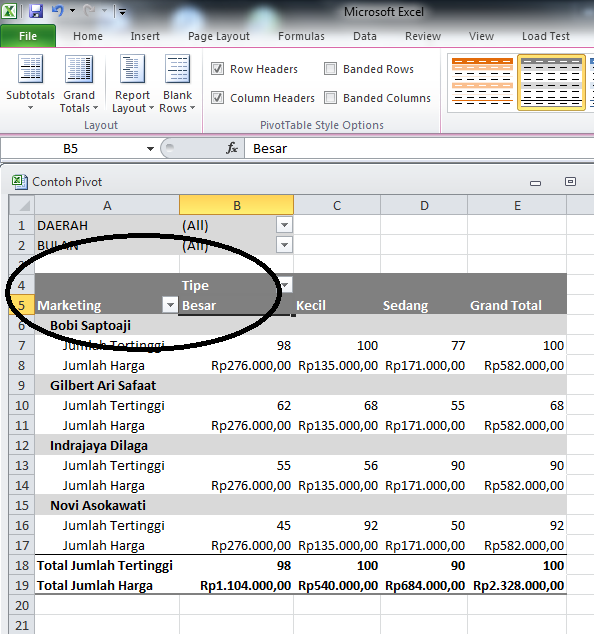 Microsoft Excel
File Home Insert Page Layout Formulas Data Review View Load Test
Subtotals Grand Totals Report Layout Blank Rows
Layout
Row Headers Banded Rows
Column Headers Banded Columns
PivotTable Style Options
B5 fx Besar
Contoh Pivot
A B C D E
1 DAERAH (All)
2 BULAN (All)
3
4 Tipe
5 Marketing Besar Kecil Sedang Grand Total
6 Bobi Saptoaji
7 Jumlah Tertinggi 98 100 77 100
8 Jumlah Harga Rp276.000,00 Rp135.000,00 Rp171.000,00 Rp582.000,00
9 Gilbert Ari Safaat
10 Jumlah Tertinggi 62 68 55 68
11 Jumlah Harga Rp276.000,00 Rp135.000,00 Rp171.000,00 Rp582.000,00
12 Indrajaya Dilaga
13 Jumlah Tertinggi 55 56 90 90
14 Jumlah Harga Rp276.000,00 Rp135.000,00 Rp171.000,00 Rp582.000,00
15 Novi Asokawati
16 Jumlah Tertinggi 45 92 50 92
17 Jumlah Harga Rp276.000,00 Rp135.000,00 Rp171.000,00 Rp582.000,00
18 Total Jumlah Tertinggi 98 100 90 100
19 Total Jumlah Harga Rp1.104.000,00 Rp540.000,00 Rp684.000,00 Rp2.328.000,00
20
21